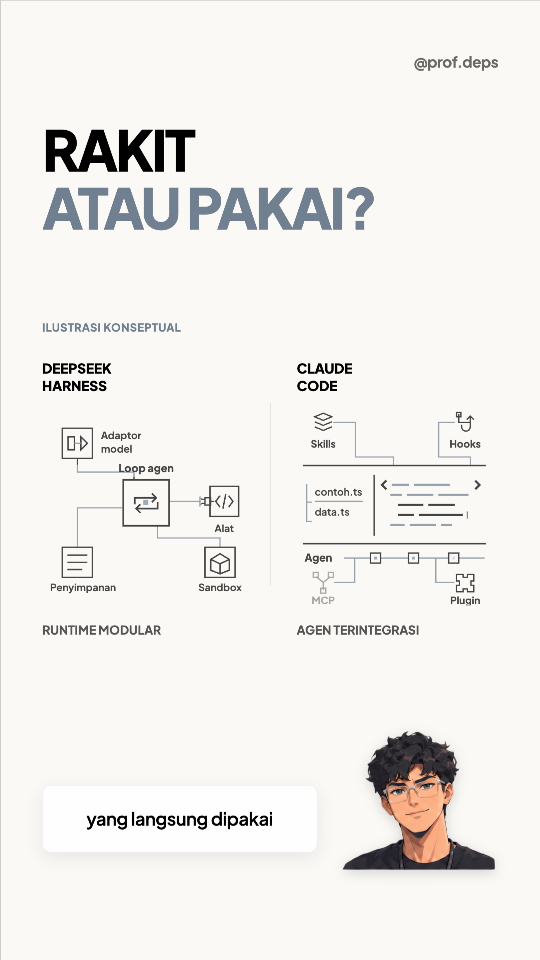 @prof.deps
RAKIT
ATAU PAKAI?
ILUSTRASI KONSEPTUAL
DEEPSEEK
HARNESS
Adaptor
model
Loop agen
Alat
Penyimpanan
Sandbox
RUNTIME MODULAR
CLAUDE
CODE
Skills
Hooks
contoh.ts
data.ts
Agen
MCP
Plugin
AGEN TERINTEGRASI
yang langsung dipakai